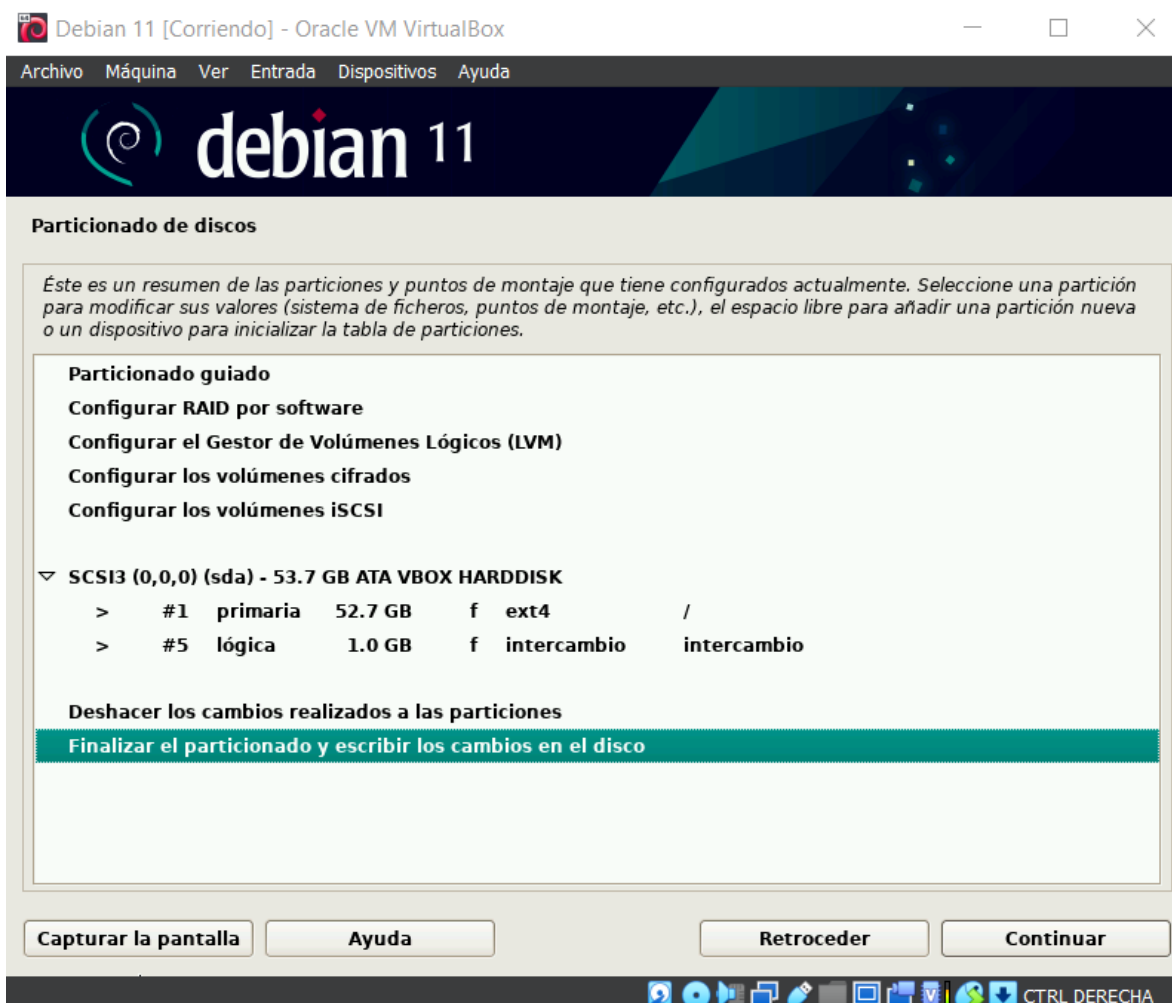 Debian 11 [Corriendo] - Oracle VM VirtualBox
Archivo Máquina Ver Entrada Dispositivos Ayuda
debian 11
Particionado de discos
Éste es un resumen de las particiones y puntos de montaje que tiene configurados actualmente. Seleccione una partición
para modificar sus valores (sistema de ficheros, puntos de montaje, etc.), el espacio libre para añadir una partición nueva
o un dispositivo para inicializar la tabla de particiones.
Particionado guiado
Configurar RAID por software
Configurar el Gestor de Volúmenes Lógicos (LVM)
Configurar los volúmenes cifrados
Configurar los volúmenes iSCSI
SCSI3 (0,0,0) (sda) - 53.7 GB ATA VBOX HARDDISK
> #1 primaria 52.7 GB f ext4 /
> #5 lógica 1.0 GB f intercambio intercambio
Deshacer los cambios realizados a las particiones
Finalizar el particionado y escribir los cambios en el disco
Capturar la pantalla Ayuda Retroceder Continuar
CTRL DERECHA